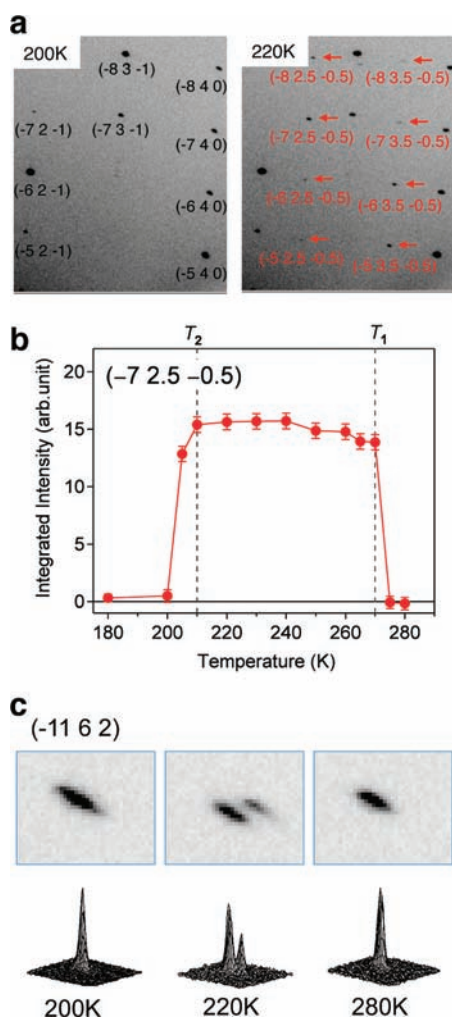 a
200K
(-8 3 -1)
(-8 4 0)
(-7 2 -1)
(-7 3 -1)
(-7 4 0)
(-6 2 -1)
(-6 4 0)
(-5 2 -1)
(-5 4 0)
220K
(-8 2.5 -0.5)
(-8 3.5 -0.5)
(-7 2.5 -0.5)
(-7 3.5 -0.5)
(-6 2.5 -0.5)
(-6 3.5 -0.5)
(-5 2.5 -0.5)
(-5 3.5 -0.5)
b
T2
T1
(−7 2.5 −0.5)
Integrated Intensity (arb.unit)
20
15
10
5
0
180 200 220 240 260 280
Temperature (K)
c
(-11 6 2)
200K
220K
280K